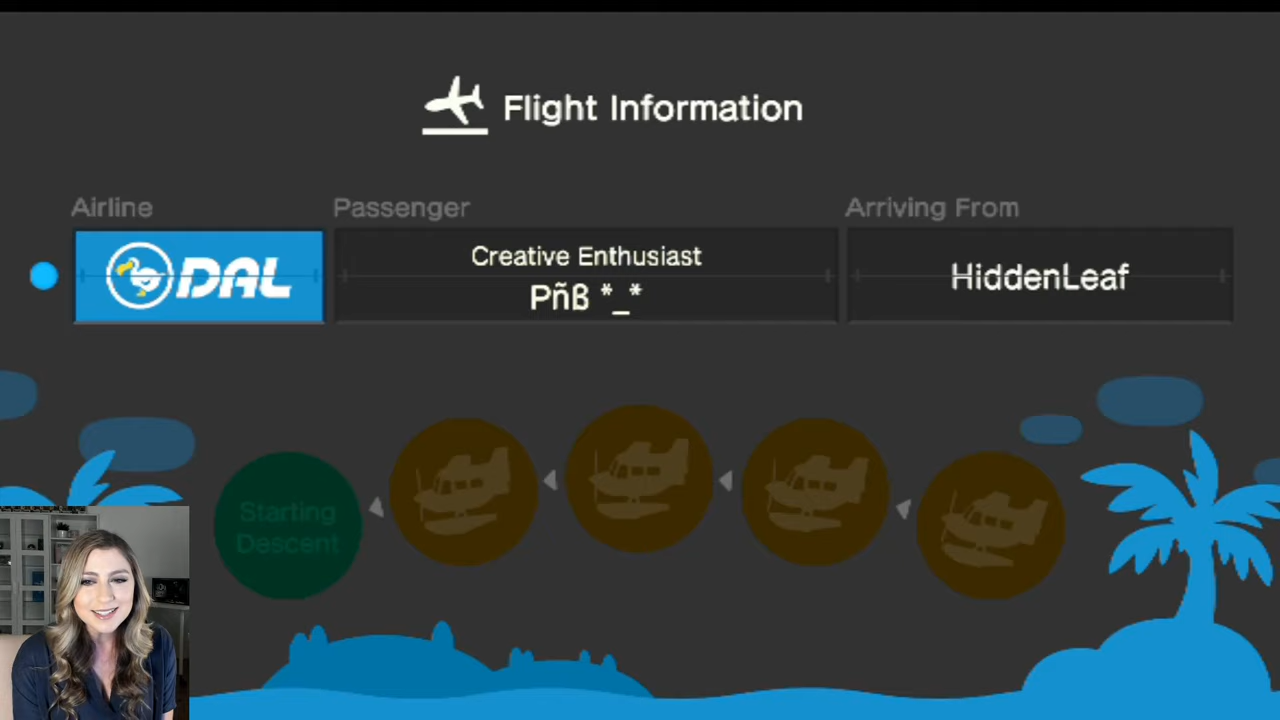 Flight Information
Airline
Passenger
Arriving From
DAL
Creative Enthusiast
Pñß *_*
HiddenLeaf
Starting
Descent